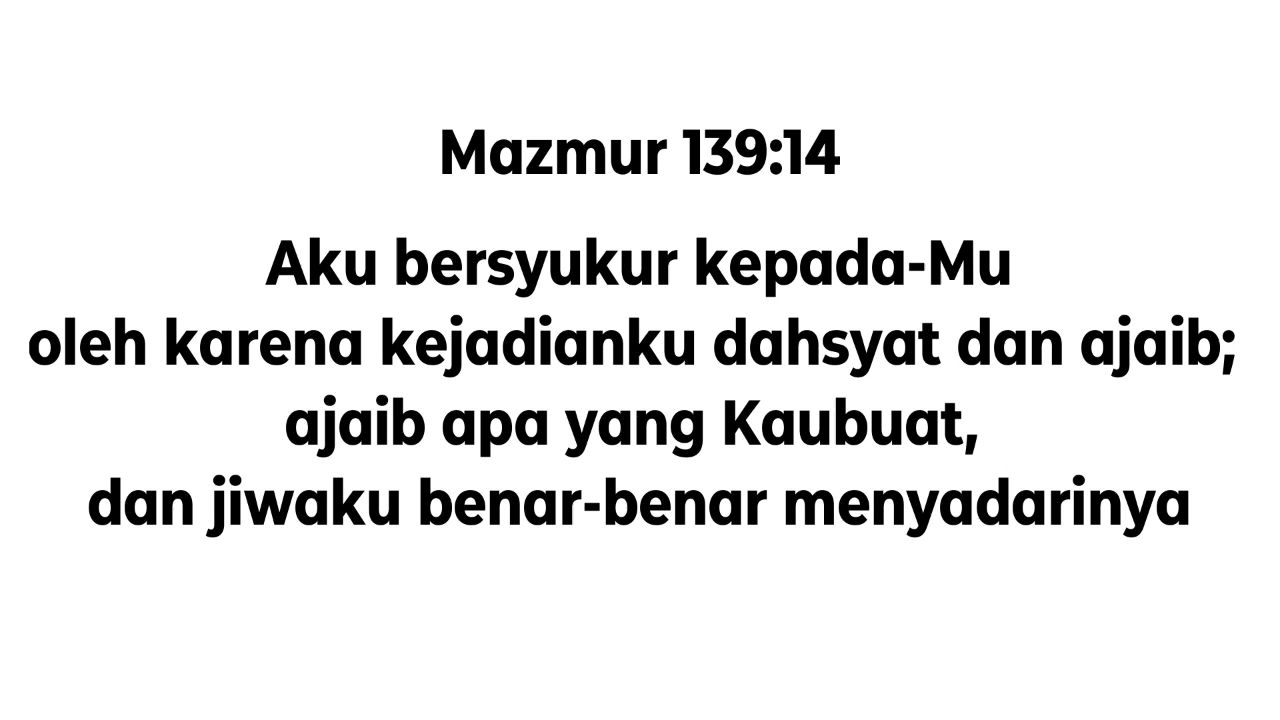 Mazmur 139:14
Aku bersyukur kepada-Mu
oleh karena kejadianku dahsyat dan ajaib;
ajaib apa yang Kaubuat,
dan jiwaku benar-benar menyadarinya